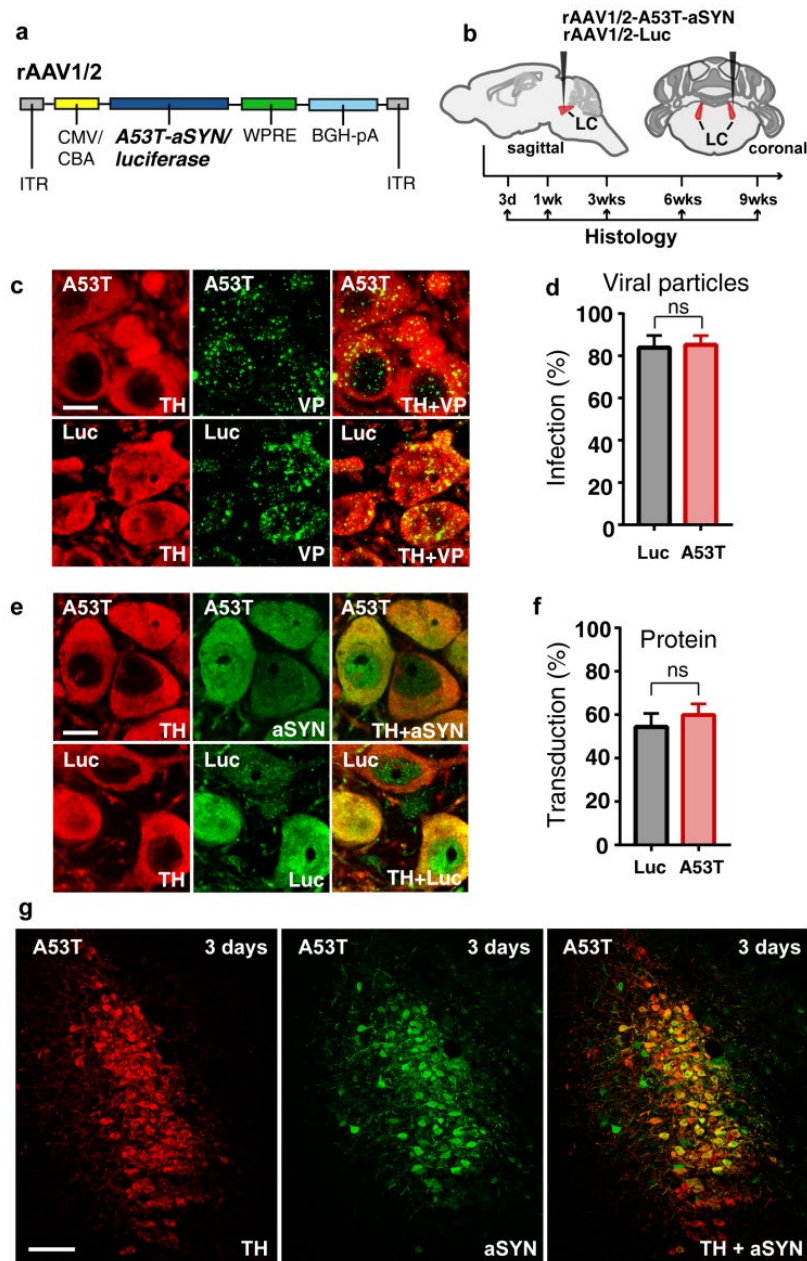 a
rAAV1/2
CMV/
CBA
A53T-aSYN/
luciferase
WPRE
BGH-pA
ITR
ITR
b
rAAV1/2-A53T-aSYN
rAAV1/2-Luc
LC
sagittal
LC
coronal
3d
1wk
3wks
6wks
9wks
Histology
c
A53T
TH
A53T
VP
A53T
TH+VP
Luc
TH
Luc
VP
Luc
TH+VP
d
Viral particles
ns
Infection (%)
100
80
60
40
20
0
Luc
A53T
e
A53T
TH
A53T
aSYN
A53T
TH+aSYN
Luc
TH
Luc
Luc
Luc
TH+Luc
f
Protein
ns
Transduction (%)
100
80
60
40
20
0
Luc
A53T
g
A53T
3 days
TH
A53T
3 days
aSYN
A53T
3 days
TH + aSYN